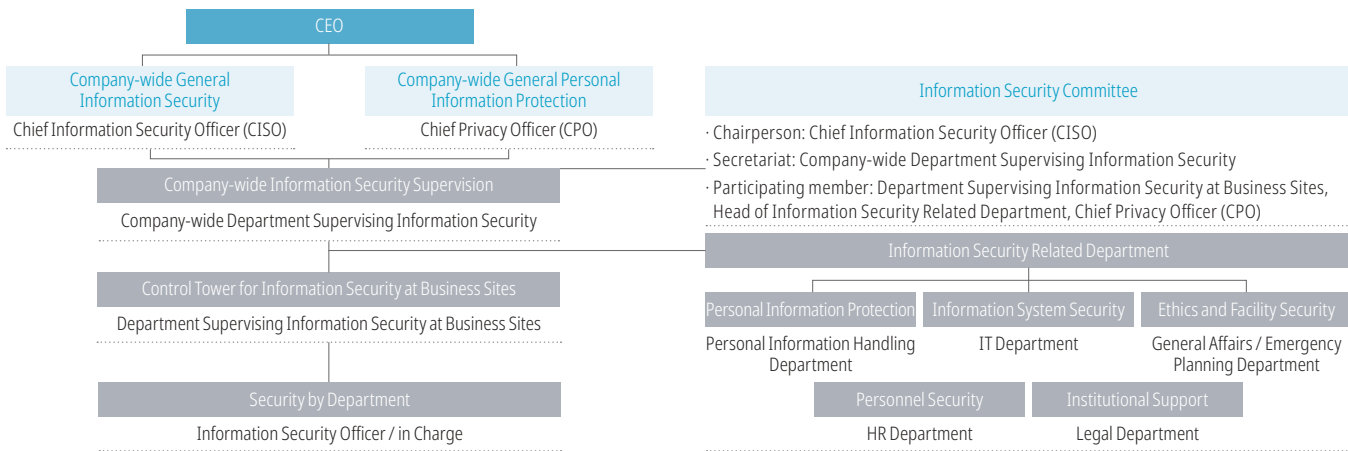 CEO
Company-wide General
Information Security
Chief Information Security Officer (CISO)
Company-wide General Personal
Information Protection
Chief Privacy Officer (CPO)
Company-wide Information Security Supervision
Company-wide Department Supervising Information Security
Control Tower for Information Security at Business Sites
Department Supervising Information Security at Business Sites
Security by Department
Information Security Officer / in Charge
Information Security Committee
· Chairperson: Chief Information Security Officer (CISO)
· Secretariat: Company-wide Department Supervising Information Security
· Participating member: Department Supervising Information Security at Business Sites,
Head of Information Security Related Department, Chief Privacy Officer (CPO)
Information Security Related Department
Personal Information Protection
Personal Information Handling
Department
Information System Security
IT Department
Ethics and Facility Security
General Affairs / Emergency
Planning Department
Personnel Security
HR Department
Institutional Support
Legal Department